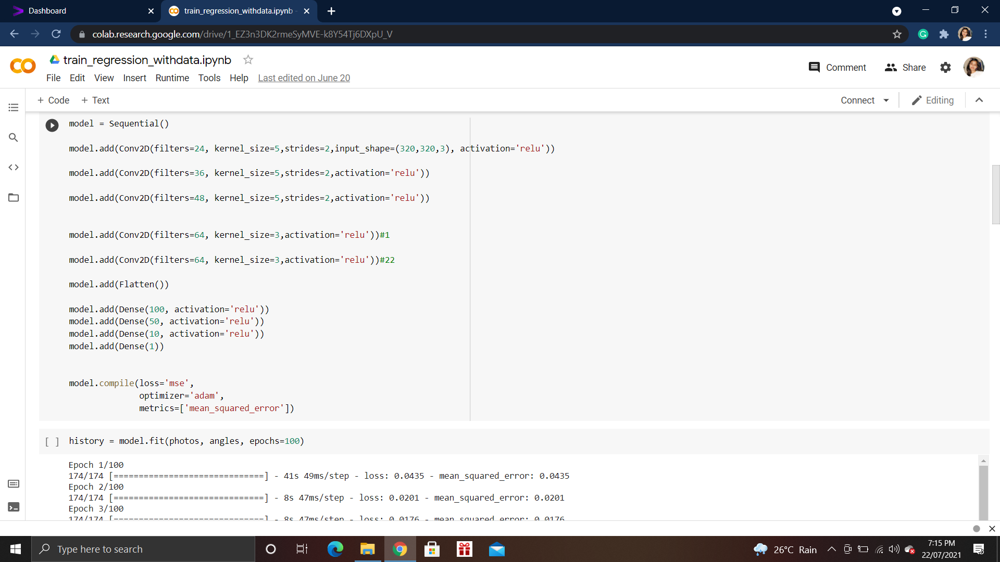 Dashboard
train_regression_withdata.ipynb -
colab.research.google.com/drive/1_EZ3n3DK2rmeSyMVE-k8Y54Tj6DXpU_V
train_regression_withdata.ipynb
Comment
Share
File Edit View Insert Runtime Tools Help Last edited on June 20
+ Code + Text
Connect
Editing
model = Sequential()
model.add(Conv2D(filters=24, kernel_size=5,strides=2,input_shape=(320,320,3), activation='relu'))
model.add(Conv2D(filters=36, kernel_size=5,strides=2,activation='relu'))
model.add(Conv2D(filters=48, kernel_size=5,strides=2,activation='relu'))
model.add(Conv2D(filters=64, kernel_size=3,activation='relu'))#1
model.add(Conv2D(filters=64, kernel_size=3,activation='relu'))#22
model.add(Flatten())
model.add(Dense(100, activation='relu'))
model.add(Dense(50, activation='relu'))
model.add(Dense(10, activation='relu'))
model.add(Dense(1))
model.compile(loss='mse',
optimizer='adam',
metrics=['mean_squared_error'])
[ ] history = model.fit(photos, angles, epochs=100)
Epoch 1/100
174/174 [==============================] - 41s 49ms/step - loss: 0.0435 - mean_squared_error: 0.0435
Epoch 2/100
174/174 [==============================] - 8s 47ms/step - loss: 0.0201 - mean_squared_error: 0.0201
Epoch 3/100
174/174 [==============================] - 8s 47ms/step - loss: 0.0176 - mean_squared_error: 0.0176
Type here to search
26°C Rain
7:15 PM
22/07/2021